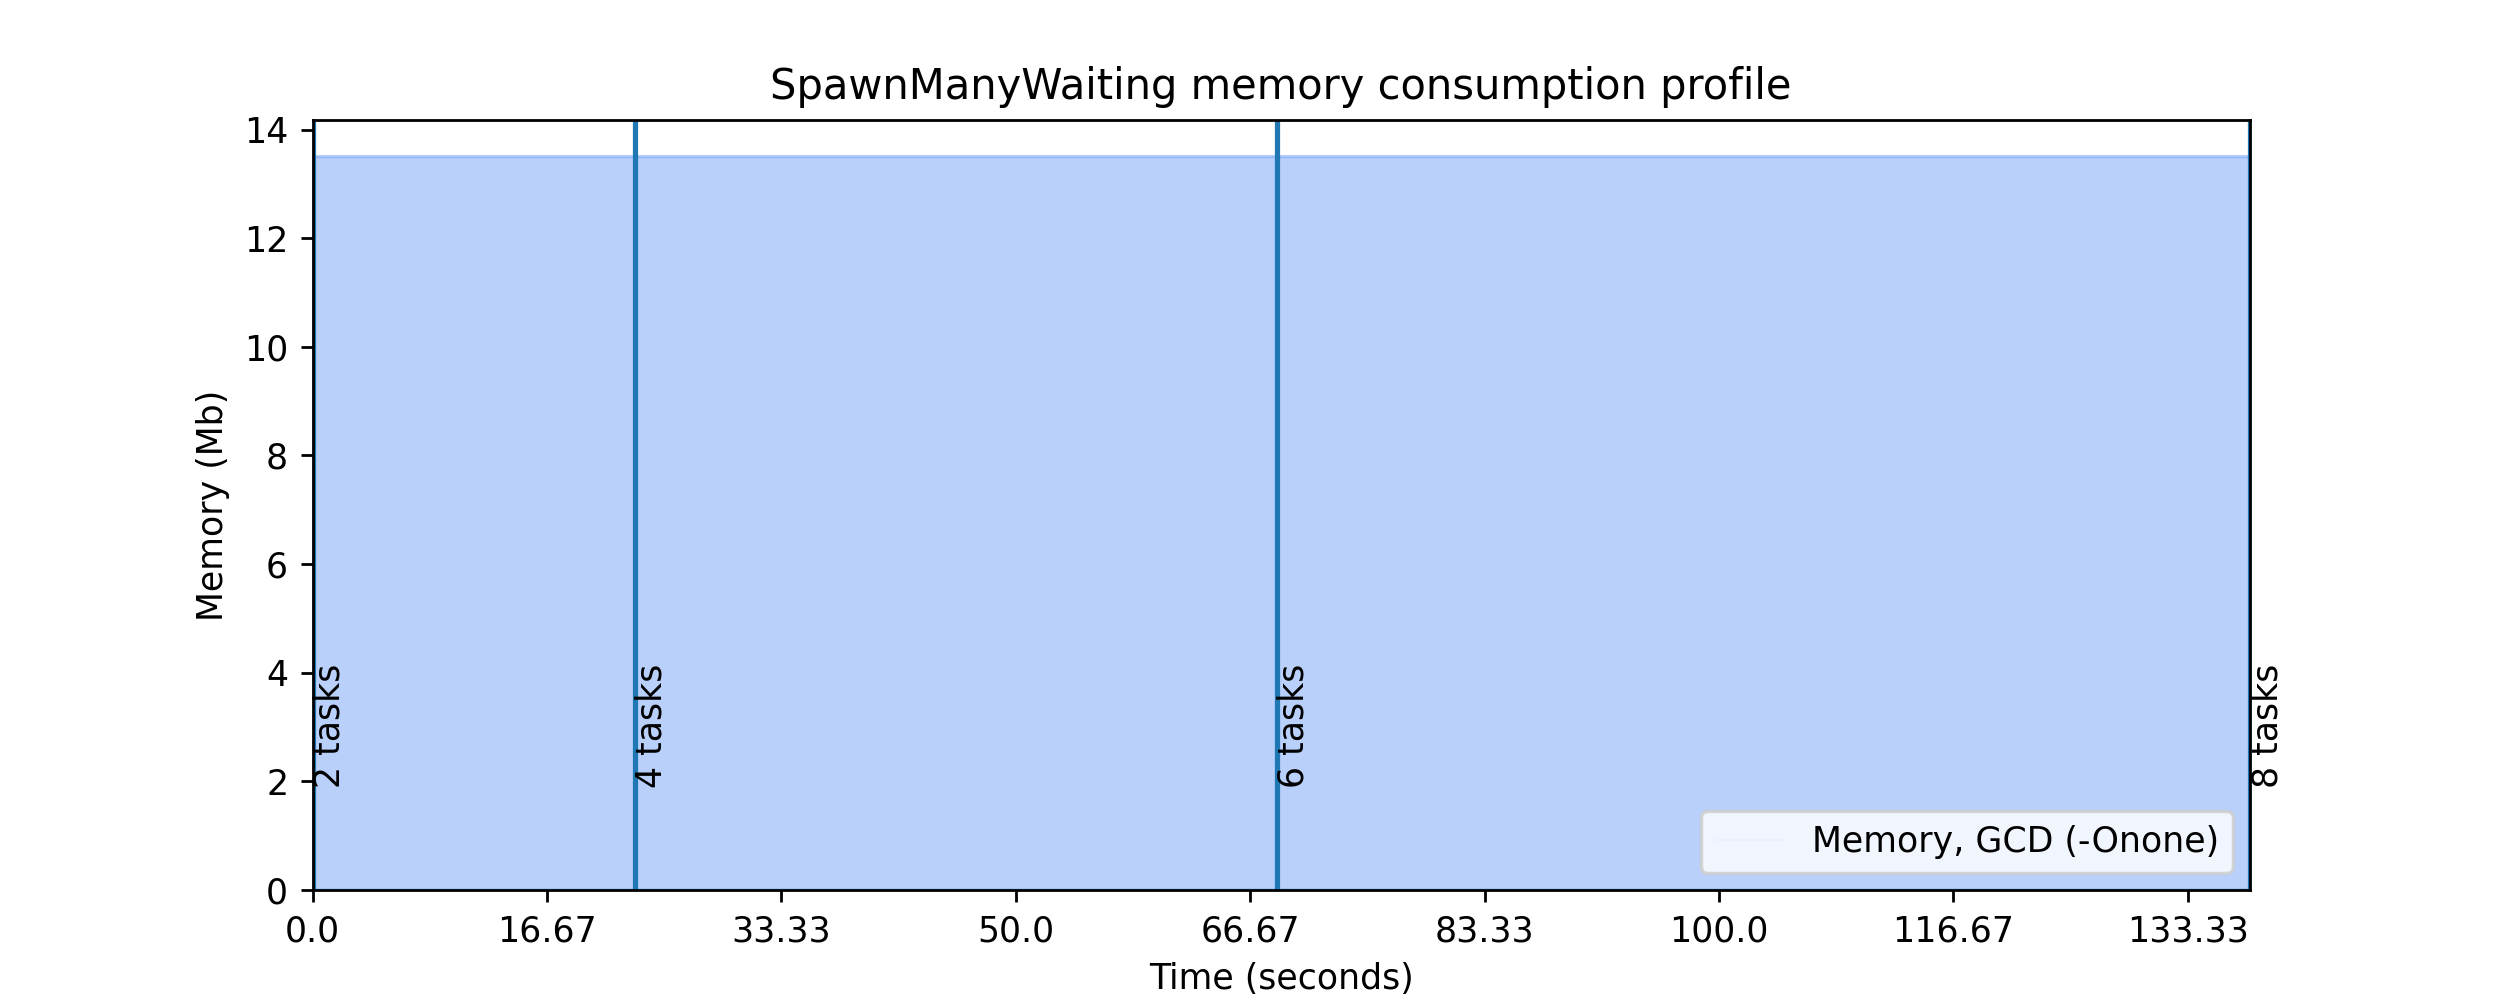 SpawnManyWaiting memory consumption profile
14
12
10
8
6
4
2
0
Memory (Mb)
2 tasks
4 tasks
6 tasks
8 tasks
Memory, GCD (-Onone)
0.0
16.67
33.33
50.0
66.67
83.33
100.0
116.67
133.33
Time (seconds)